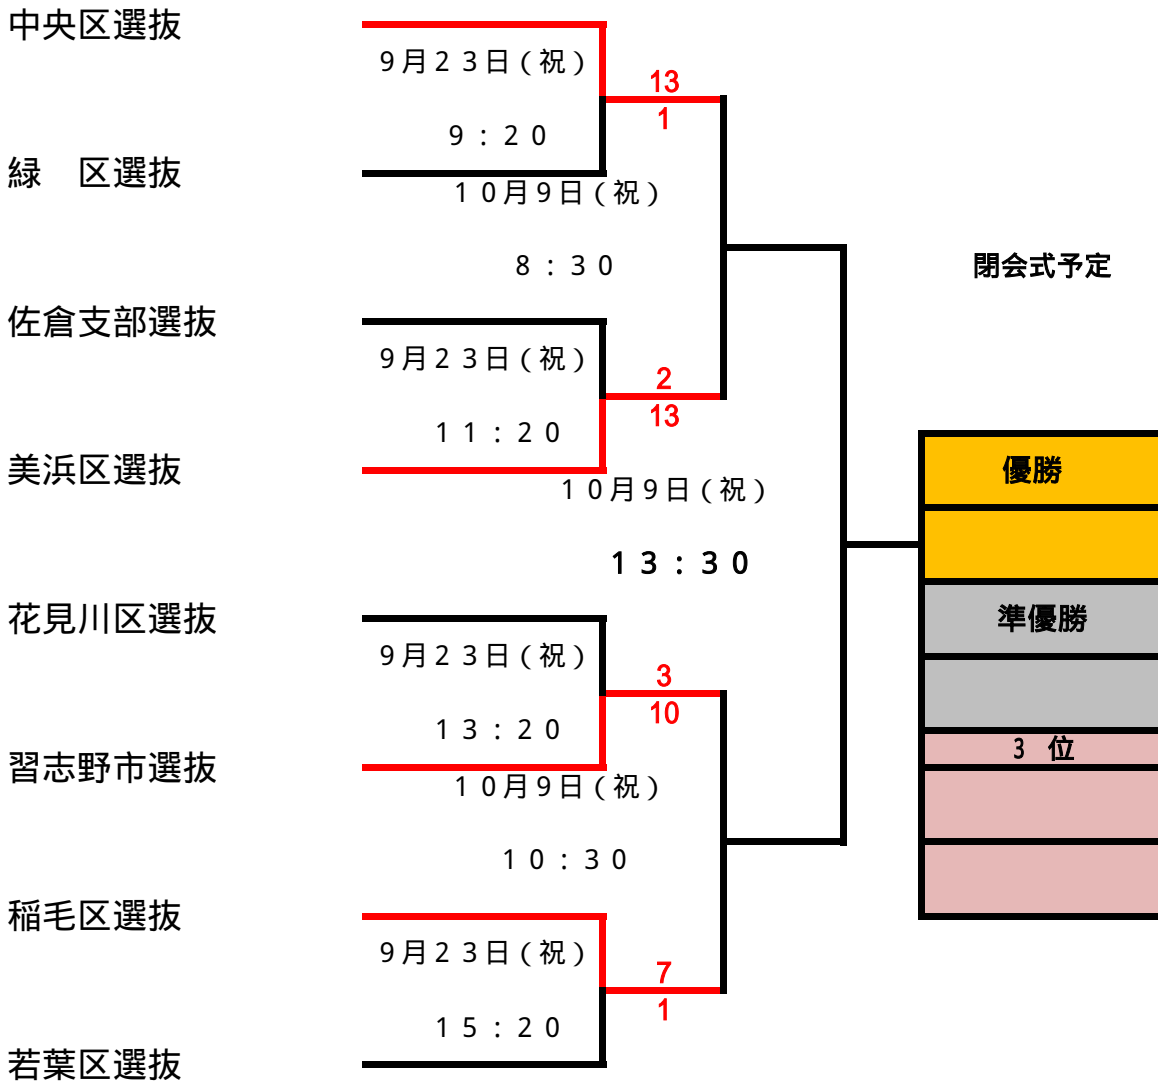 中央区選抜
９月２３日（祝）
13
1
９：２０
緑　区選抜
１０月９日（祝）
８：３０
閉会式予定
佐倉支部選抜
９月２３日（祝）
2
13
１１：２０
美浜区選抜
１０月９日（祝）
優勝
１３：３０
花見川区選抜
準優勝
９月２３日（祝）
3
10
１３：２０
３　位
習志野市選抜
１０月９日（祝）
１０：３０
稲毛区選抜
９月２３日（祝）
7
1
１５：２０
若葉区選抜